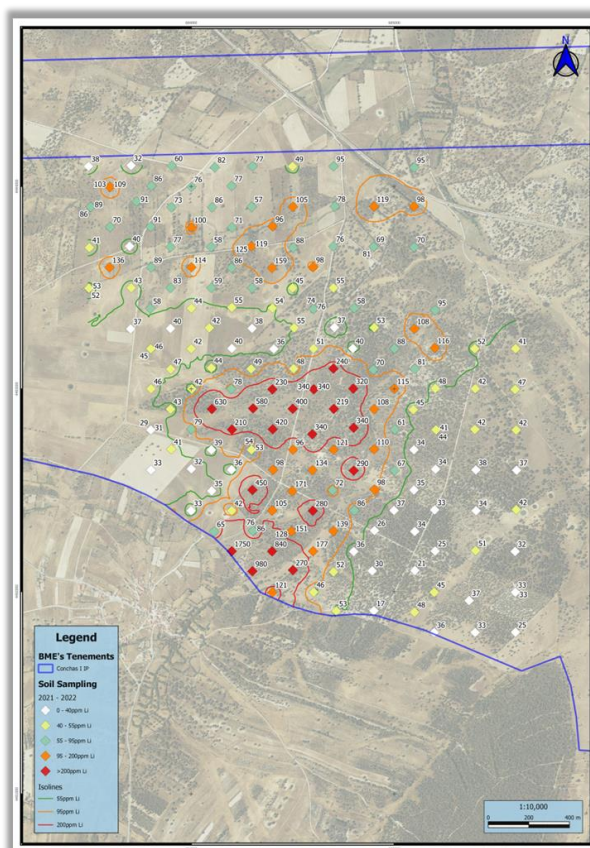 N
38 32 60 82 77 49 95 95
103 109 86 76 77
89 91 73 86 57 105 78 119 98
86
70 91 100 71 96
41 40 77 58 125 119 88 76 69 70
81
136 89 114 86 159 98
53 43 83 59 58 45 55
52
58 44 55 54 74 76 58 95
37 40 42 38 55 37 53 108
46 42 40 36 51 40 88 116 52 41
45
47 44 49 48 240 70 81
46 42 78 230 340 340 320 115 48 42 47
43 630 580 400 219 108 45
29 31 79 210 420 340 340 61 41 42 42
44
41 39 54 53 96 121 110 34
33 32 36 98 134 290 67 34 38 37
35 450 171 72 98 37
33 42 105 280 86 33 34 42
65 76 86 128 151 139 26 34
1750 840 177 36 25 51 32
980 270 52 30 21
121 46 45 37 33
33
53 17 48
36 33 25
Legend
BME's Tenements
Conchas I IP
Soil Sampling
2021 - 2022
0 - 40ppm Li
40 - 55ppm Li
55 - 95ppm Li
95 - 200ppm Li
>200ppm Li
Isolines
55ppm Li
95ppm Li
200ppm Li
1:10,000
0 200 400 m